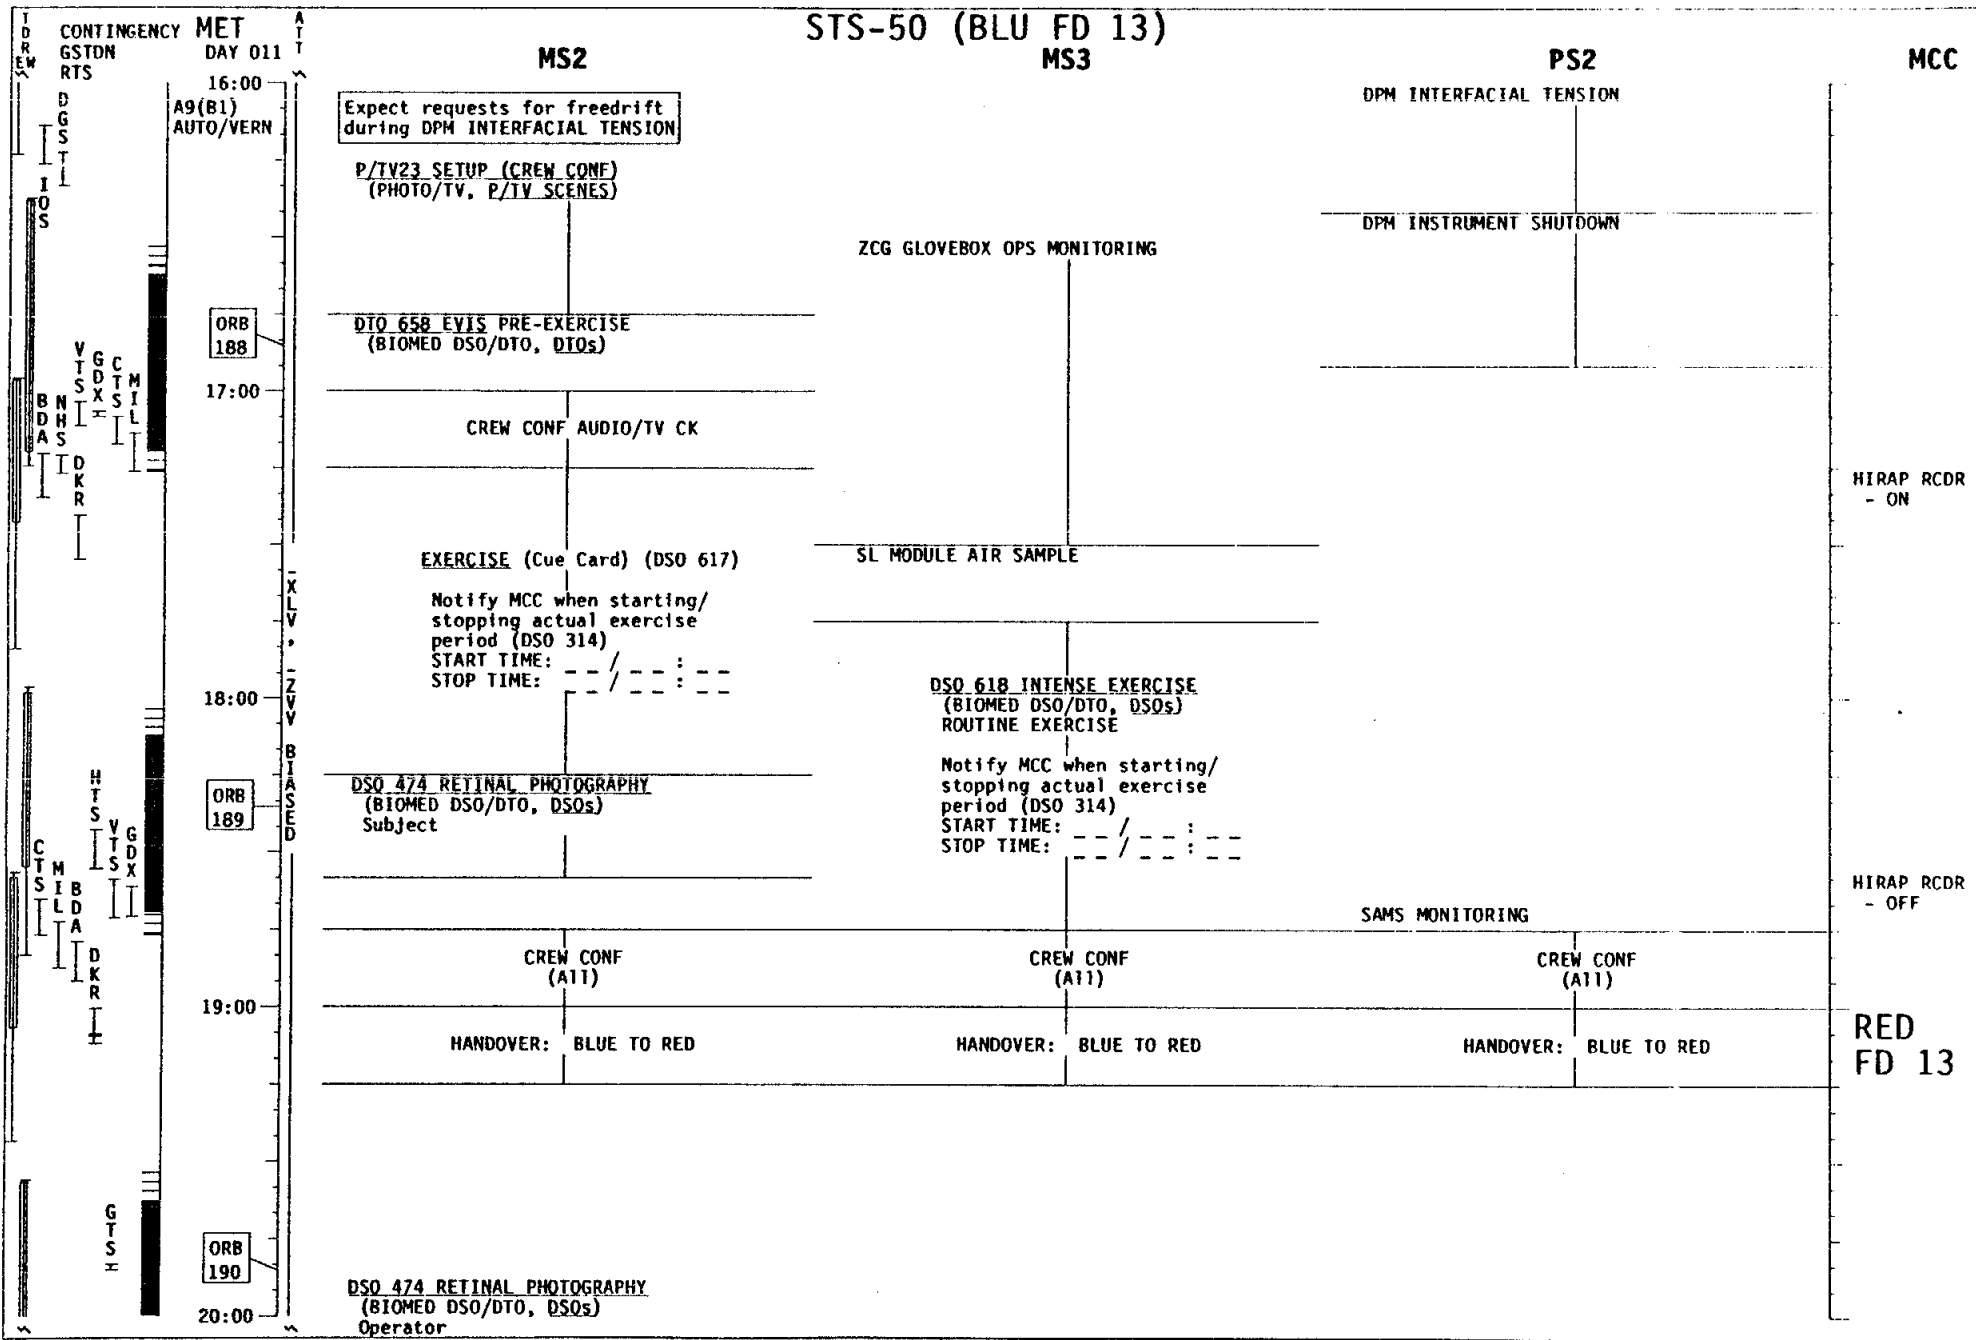 STS-50 (BLU FD 13)
TDREW
CONTINGENCY
GSTDN
RTS
MET
DAY 011
ATT
MS2
MS3
PS2
MCC
16:00
17:00
18:00
19:00
20:00
A9(B1)
AUTO/VERN
DGS
TI
IOS
ORB
188
VTS
GDX
CTS
MIL
BDA
NHS
DKR
-XLV, -ZVV BIASED
ORB
189
HTS
VTS
GDX
CTS
MIL
BDA
DKR
ORB
190
GTS
Expect requests for freedrift
during DPM INTERFACIAL TENSION
P/TV23 SETUP (CREW CONF)
(PHOTO/TV, P/TV SCENES)
DTO 658 EVIS PRE-EXERCISE
(BIOMED DSO/DTO, DTOs)
CREW CONF AUDIO/TV CK
EXERCISE (Cue Card) (DSO 617)
Notify MCC when starting/
stopping actual exercise
period (DSO 314)
START TIME: _ _ / _ _ : _ _
STOP TIME: _ _ / _ _ : _ _
DSO 474 RETINAL PHOTOGRAPHY
(BIOMED DSO/DTO, DSOs)
Subject
CREW CONF
(All)
HANDOVER: BLUE TO RED
DSO 474 RETINAL PHOTOGRAPHY
(BIOMED DSO/DTO, DSOs)
Operator
ZCG GLOVEBOX OPS MONITORING
SL MODULE AIR SAMPLE
DSO 618 INTENSE EXERCISE
(BIOMED DSO/DTO, DSOs)
ROUTINE EXERCISE
Notify MCC when starting/
stopping actual exercise
period (DSO 314)
START TIME: _ _ / _ _ : _ _
STOP TIME: _ _ / _ _ : _ _
CREW CONF
(All)
HANDOVER: BLUE TO RED
DPM INTERFACIAL TENSION
DPM INSTRUMENT SHUTDOWN
SAMS MONITORING
CREW CONF
(All)
HANDOVER: BLUE TO RED
HIRAP RCDR
- ON
HIRAP RCDR
- OFF
RED
FD 13